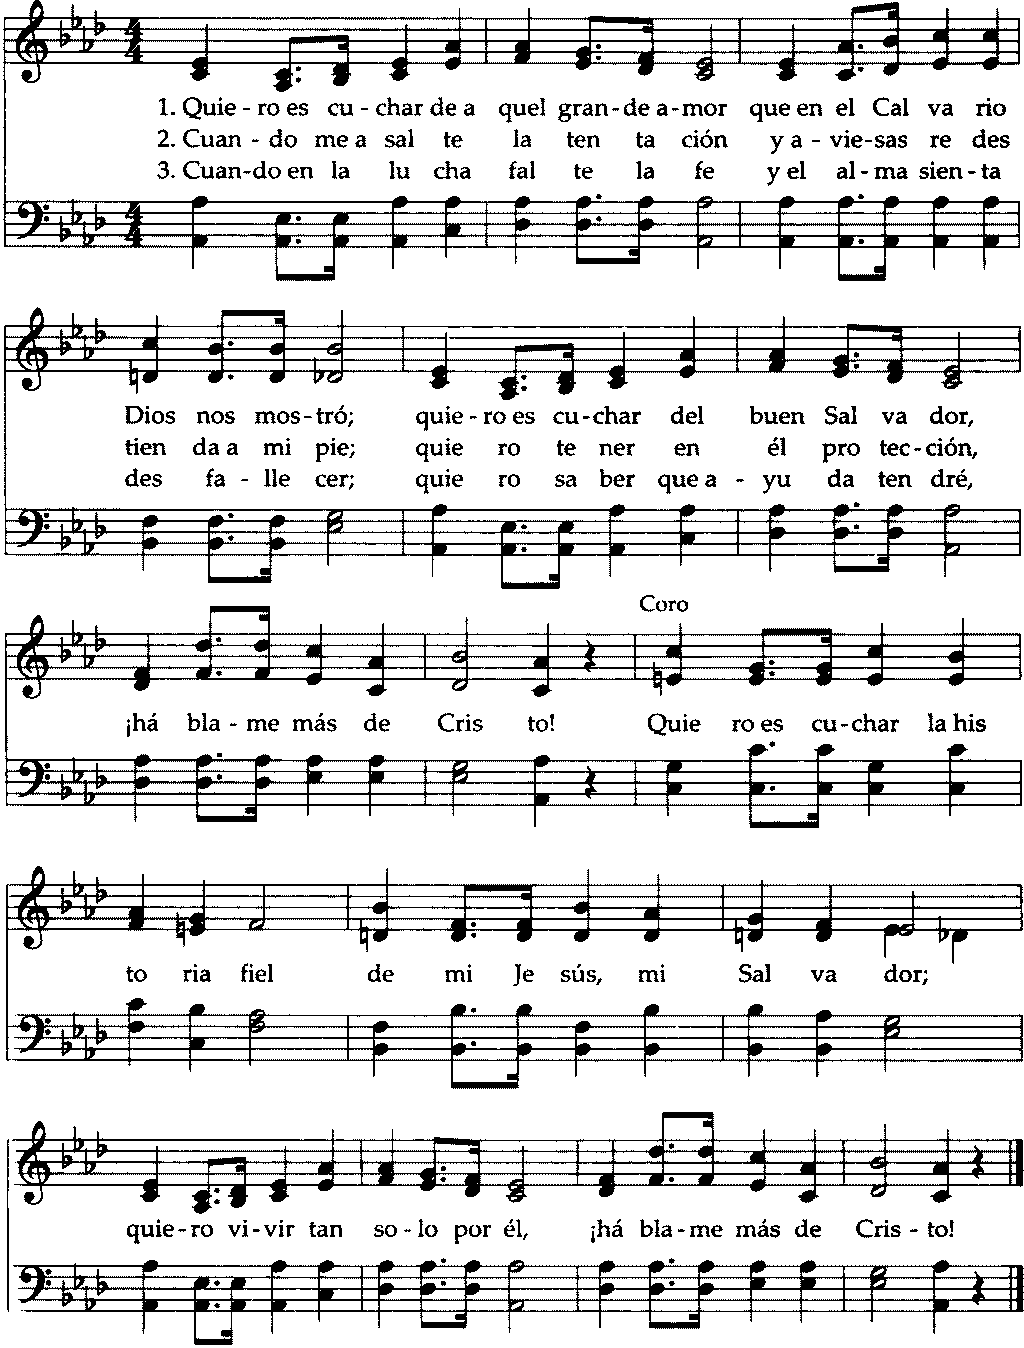 1. Quie - ro es cu - char de a quel gran - de a - mor que en el Cal va rio
2. Cuan - do me a sal te la ten ta ción y a - vie - sas re des
3. Cuan - do en la lu cha fal te la fe y el al - ma sien - ta
Dios nos mos - tró; quie - ro es cu - char del buen Sal va dor,
tien da a mi pie; quie ro te ner en él pro tec - ción,
des fa - lle cer; quie ro sa ber que a - yu da ten dré,
Coro
¡há bla - me más de Cris to! Quie ro es cu - char la his
to ria fiel de mi Je sús, mi Sal va dor;
quie - ro vi - vir tan so - lo por él, ¡há bla - me más de Cris - to!